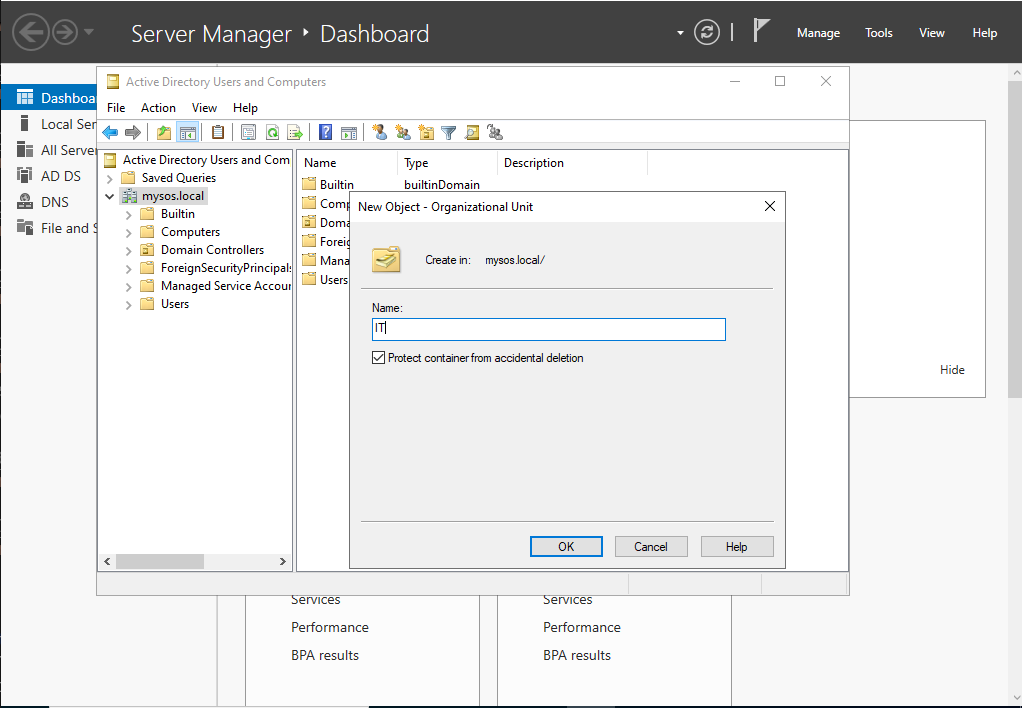 Server Manager ‣ Dashboard
Manage Tools View Help
Active Directory Users and Computers
File Action View Help
Dashboa
Local Ser
All Server
AD DS
DNS
File and S
Active Directory Users and Com
Saved Queries
mysos.local
Builtin
Computers
Domain Controllers
ForeignSecurityPrincipals
Managed Service Accour
Users
Name Type Description
Builtin builtinDomain
Comp
Doma
Foreig
Mana
Users
New Object - Organizational Unit
Create in: mysos.local/
Name:
IT
Protect container from accidental deletion
OK Cancel Help
Hide
Services
Performance
BPA results
Services
Performance
BPA results